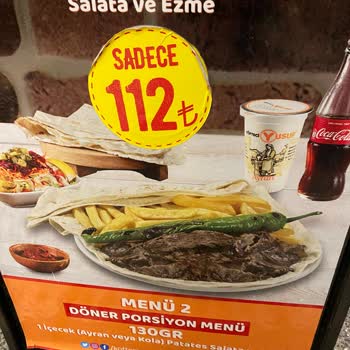 Salata ve Ezme
SADECE
112₺
Yusuf
Coca-Cola
MENÜ 2
DÖNER PORSİYON MENÜ
130GR
1 İçecek (Ayran veya Kola) Patates Salata